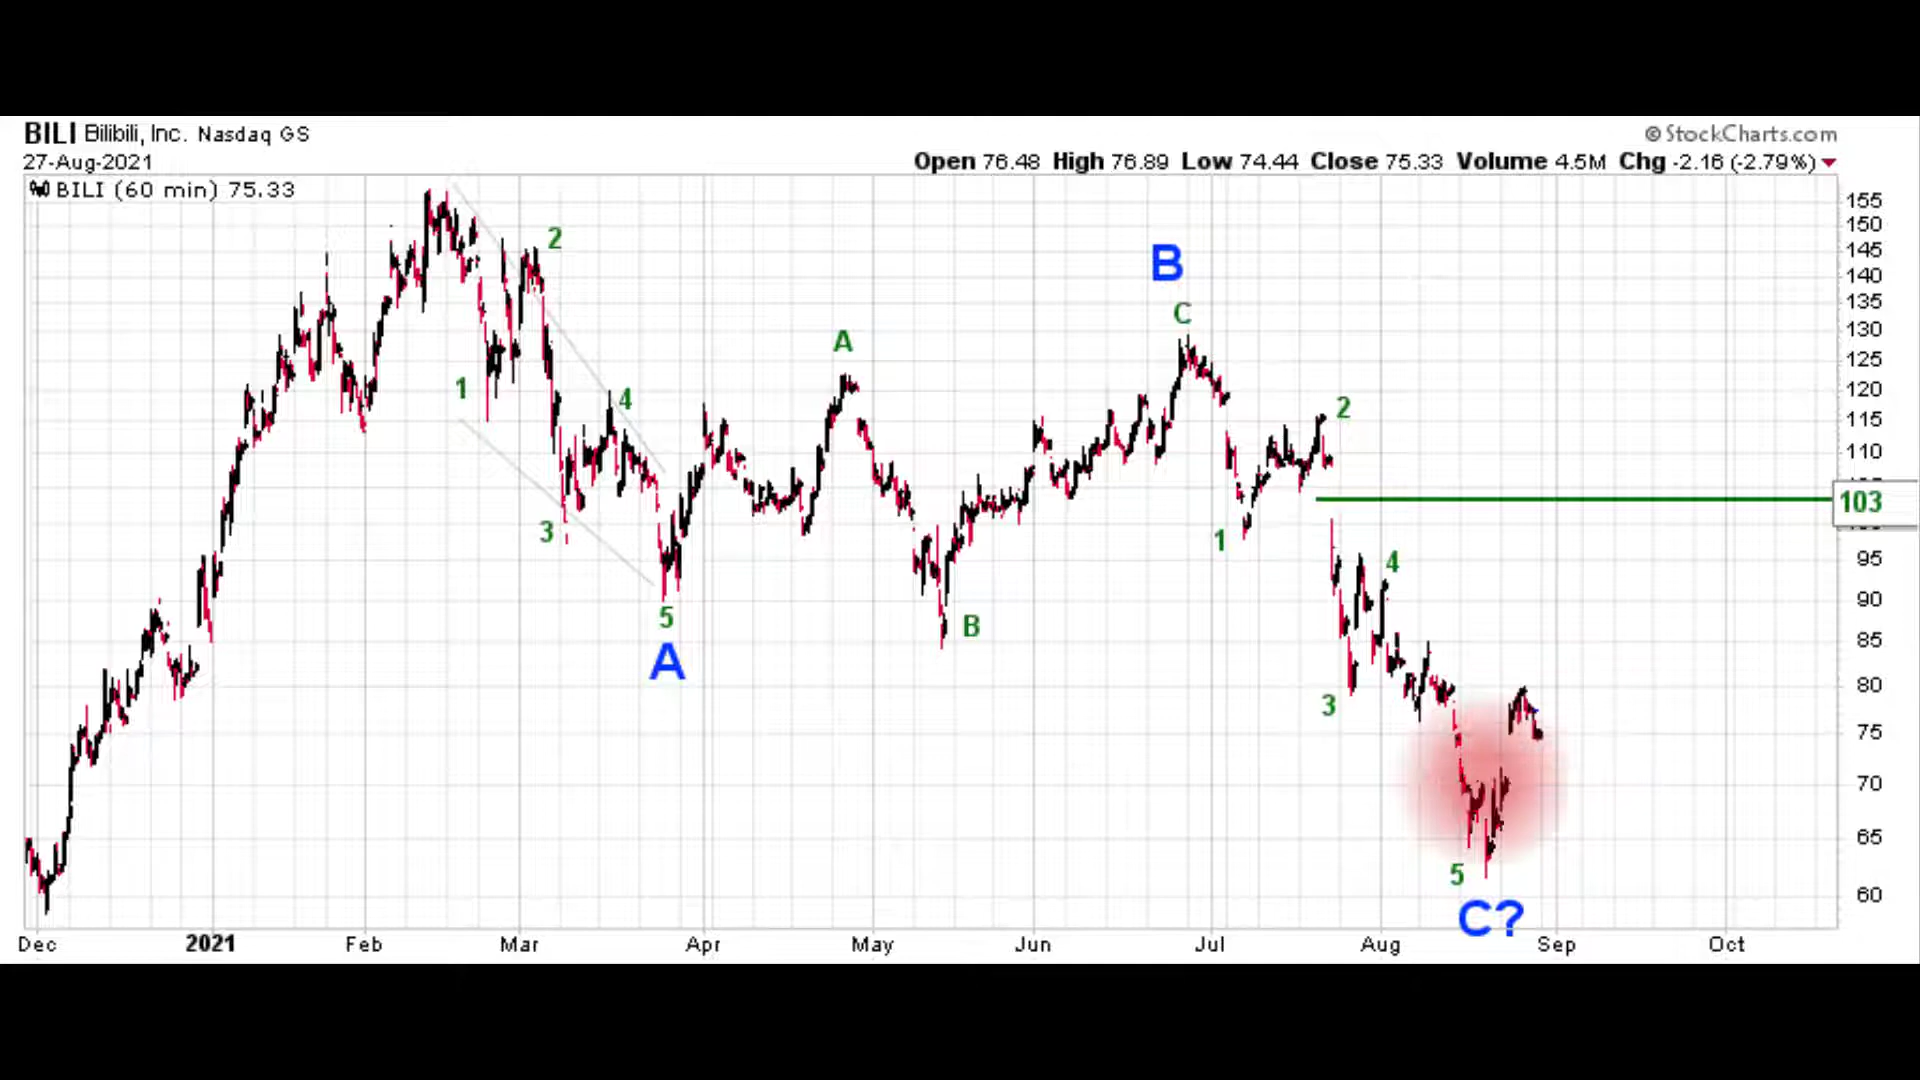 BILI Bilibili, Inc. Nasdaq GS
© StockCharts.com
27-Aug-2021
Open 76.48 High 76.89 Low 74.44 Close 75.33 Volume 4.5M Chg -2.16 (-2.79%)
BILI (60 min) 75.33
155
150
145
140
135
130
125
120
115
110
103
95
90
85
80
75
70
65
60
2
B
C
A
1
4
2
3
1
4
5
B
A
3
5
C?
Dec 2021 Feb Mar Apr May Jun Jul Aug Sep Oct